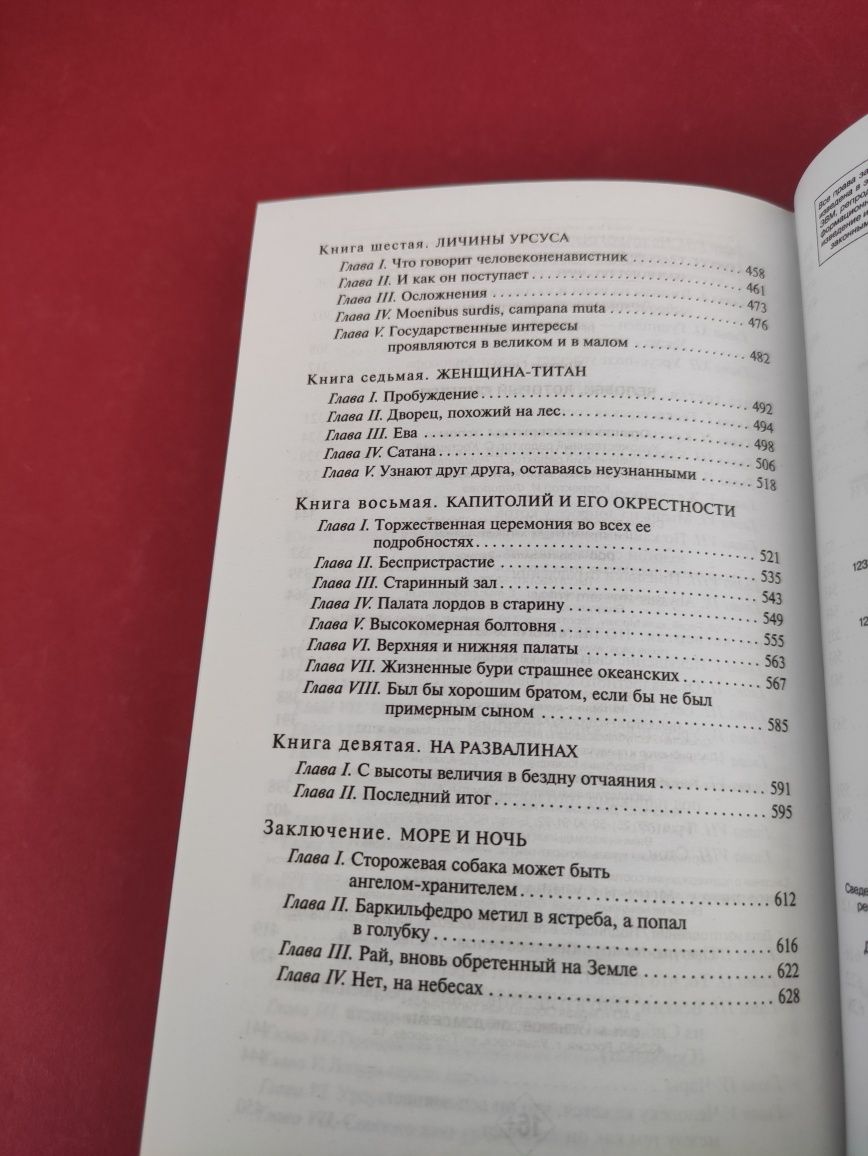 Книга шестая. ЛИЧИНЫ УРСУСА
Глава I. Что говорит человеконенавистник . . . . . . . . . . . . . 458
Глава II. И как он поступает . . . . . . . . . . . . . . . . . . . . . . . . 461
Глава III. Осложнения . . . . . . . . . . . . . . . . . . . . . . . . . . . . . 473
Глава IV. Moenibus surdis, campana muta . . . . . . . . . . . . . . 476
Глава V. Государственные интересы
проявляются в великом и в малом . . . . . . . . . . . . . 482
Книга седьмая. ЖЕНЩИНА-ТИТАН
Глава I. Пробуждение . . . . . . . . . . . . . . . . . . . . . . . . . . . . . 492
Глава II. Дворец, похожий на лес. . . . . . . . . . . . . . . . . . . . . 494
Глава III. Ева . . . . . . . . . . . . . . . . . . . . . . . . . . . . . . . . . . . . 498
Глава IV. Сатана . . . . . . . . . . . . . . . . . . . . . . . . . . . . . . . . . . 506
Глава V. Узнают друг друга, оставаясь неузнанными . . . . . . 518
Книга восьмая. КАПИТОЛИЙ И ЕГО ОКРЕСТНОСТИ
Глава I. Торжественная церемония во всех ее
подробностях. . . . . . . . . . . . . . . . . . . . . . . . . . . . . 521
Глава II. Беспристрастие . . . . . . . . . . . . . . . . . . . . . . . . . . . 535
Глава III. Старинный зал . . . . . . . . . . . . . . . . . . . . . . . . . . . 543
Глава IV. Палата лордов в старину . . . . . . . . . . . . . . . . . . . . 549
Глава V. Высокомерная болтовня . . . . . . . . . . . . . . . . . . . . . 555
Глава VI. Верхняя и нижняя палаты . . . . . . . . . . . . . . . . . . . 563
Глава VII. Жизненные бури страшнее океанских . . . . . . . . . 567
Глава VIII. Был бы хорошим братом, если бы не был
примерным сыном . . . . . . . . . . . . . . . . . . . . . . . 585
Книга девятая. НА РАЗВАЛИНАХ
Глава I. С высоты величия в бездну отчаяния . . . . . . . . . . . 591
Глава II. Последний итог . . . . . . . . . . . . . . . . . . . . . . . . . . . 595
Заключение. МОРЕ И НОЧЬ
Глава I. Сторожевая собака может быть
ангелом-хранителем. . . . . . . . . . . . . . . . . . . . . . . . 612
Глава II. Баркильфедро метил в ястреба, а попал
в голубку . . . . . . . . . . . . . . . . . . . . . . . . . . . . . . . . 616
Глава III. Рай, вновь обретенный на Земле . . . . . . . . . . . . . 622
Глава IV. Нет, на небесах . . . . . . . . . . . . . . . . . . . . . . . . . . 628
Все права
в
ЭВМ,
16+